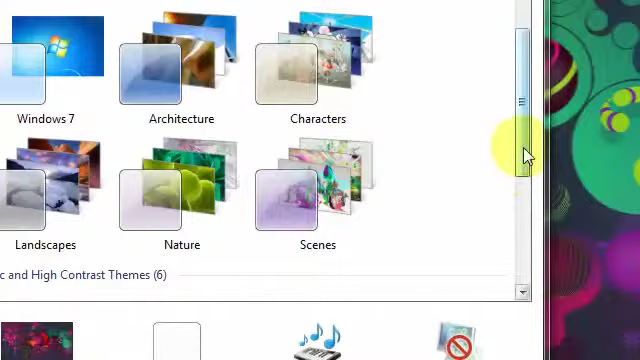 Windows 7 Architecture Characters
Landscapes Nature Scenes
c and High Contrast Themes (6)